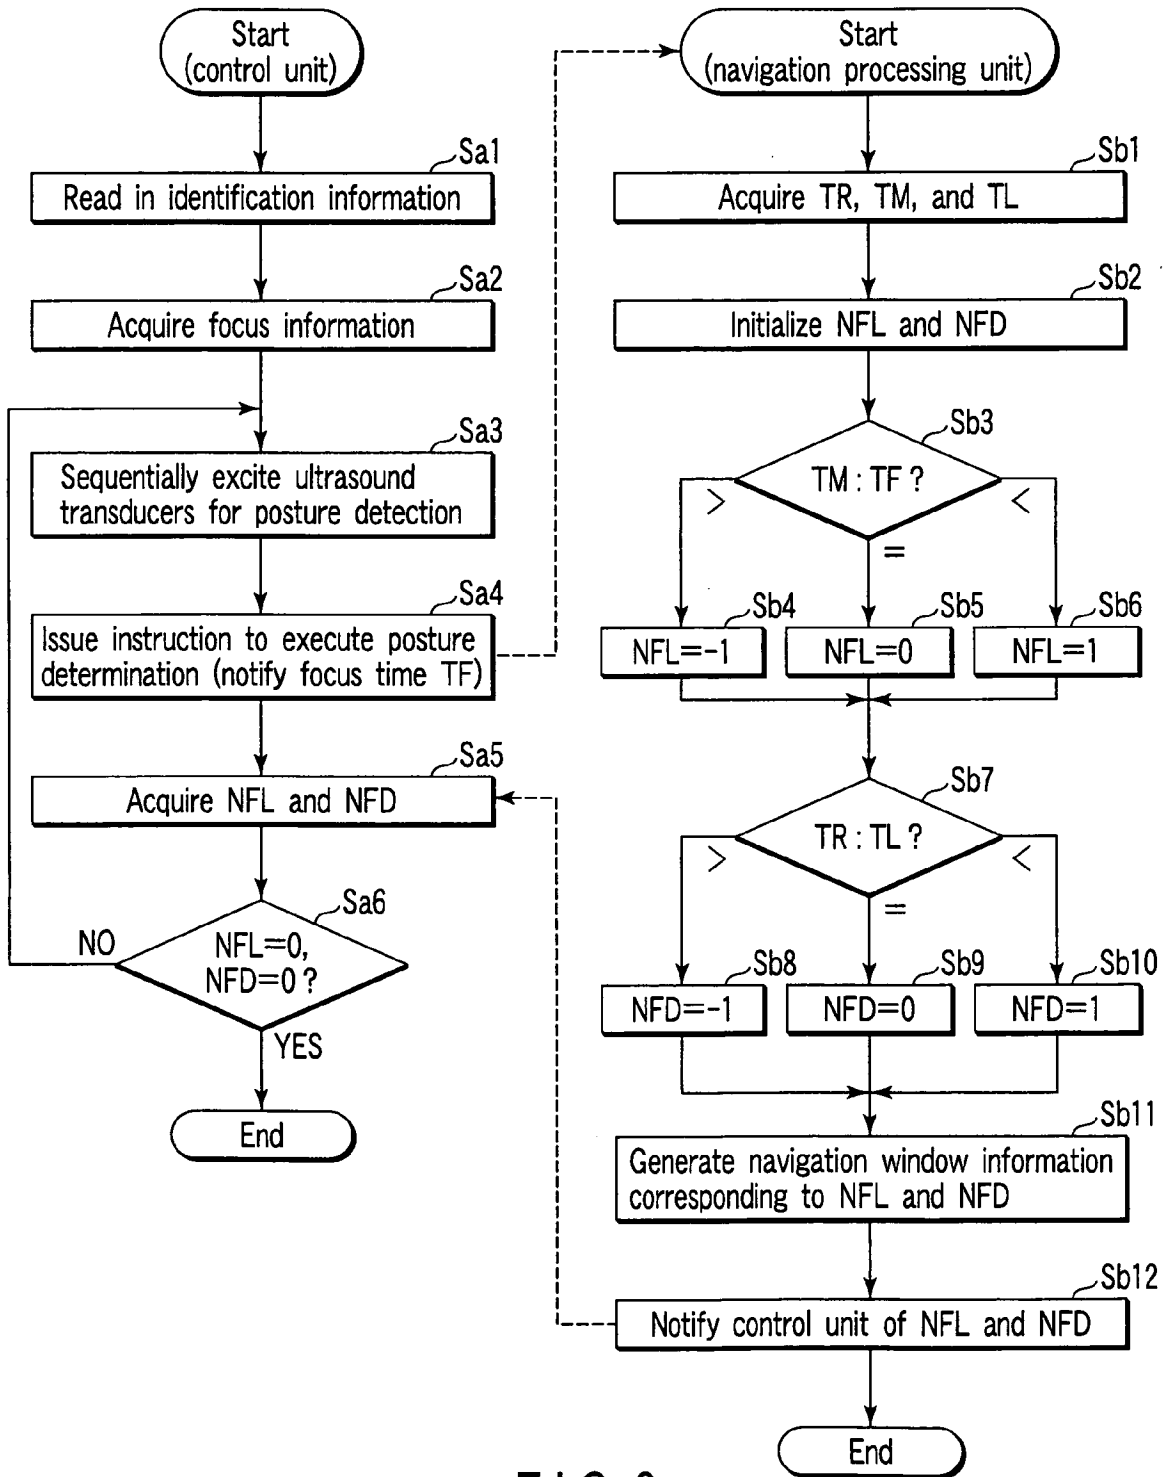 Start
(control unit)
Sa1
Read in identification information
Sa2
Acquire focus information
Sa3
Sequentially excite ultrasound
transducers for posture detection
Sa4
Issue instruction to execute posture
determination (notify focus time TF)
Sa5
Acquire NFL and NFD
Sa6
NFL=0,
NFD=0?
NO
YES
End
Start
(navigation processing unit)
Sb1
Acquire TR, TM, and TL
Sb2
Initialize NFL and NFD
Sb3
TM : TF ?
>
=
<
Sb4
NFL=-1
Sb5
NFL=0
Sb6
NFL=1
Sb7
TR : TL ?
>
=
<
Sb8
NFD=-1
Sb9
NFD=0
Sb10
NFD=1
Sb11
Generate navigation window information
corresponding to NFL and NFD
Sb12
Notify control unit of NFL and NFD
End